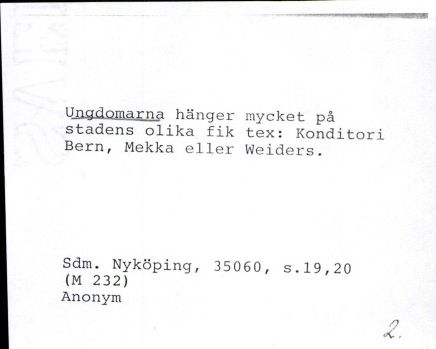 Ungdomarna hänger mycket på
stadens olika fik tex: Konditori
Bern, Mekka eller Weiders.
Sdm. Nyköping, 35060, s.19,20
(M 232)
Anonym
2.